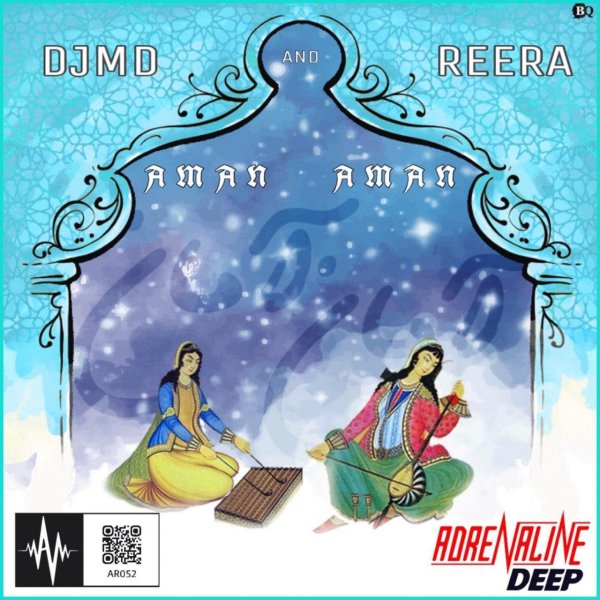 BQ
DJMD AND REERA
AMAN AMAN
AR052
ADRENALINE
DEEP